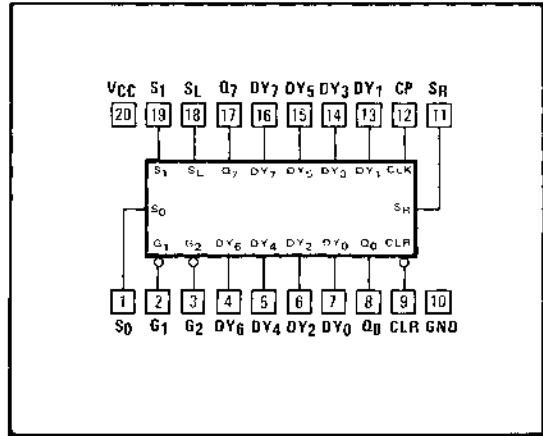 VCC S1 SL Q7 DY7 DY5 DY3 DY1 CP SR
20 19 18 17 16 15 14 13 12 11
S1 SL Q7 DY7 DY5 DY3 DY1 CLK
S0 SR
G1 G2 DY6 DY4 DY2 DY0 Q0 CLR
1 2 3 4 5 6 7 8 9 10
S0 G1 G2 DY6 DY4 DY2 DY0 Q0 CLR GND